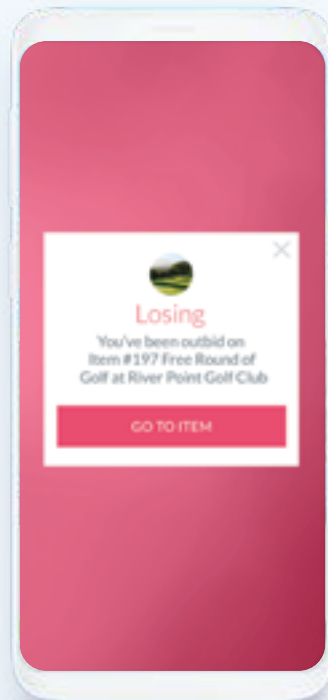 Losing
You've been outbid on
Item #197 Free Round of
Golf at River Point Golf Club
GO TO ITEM